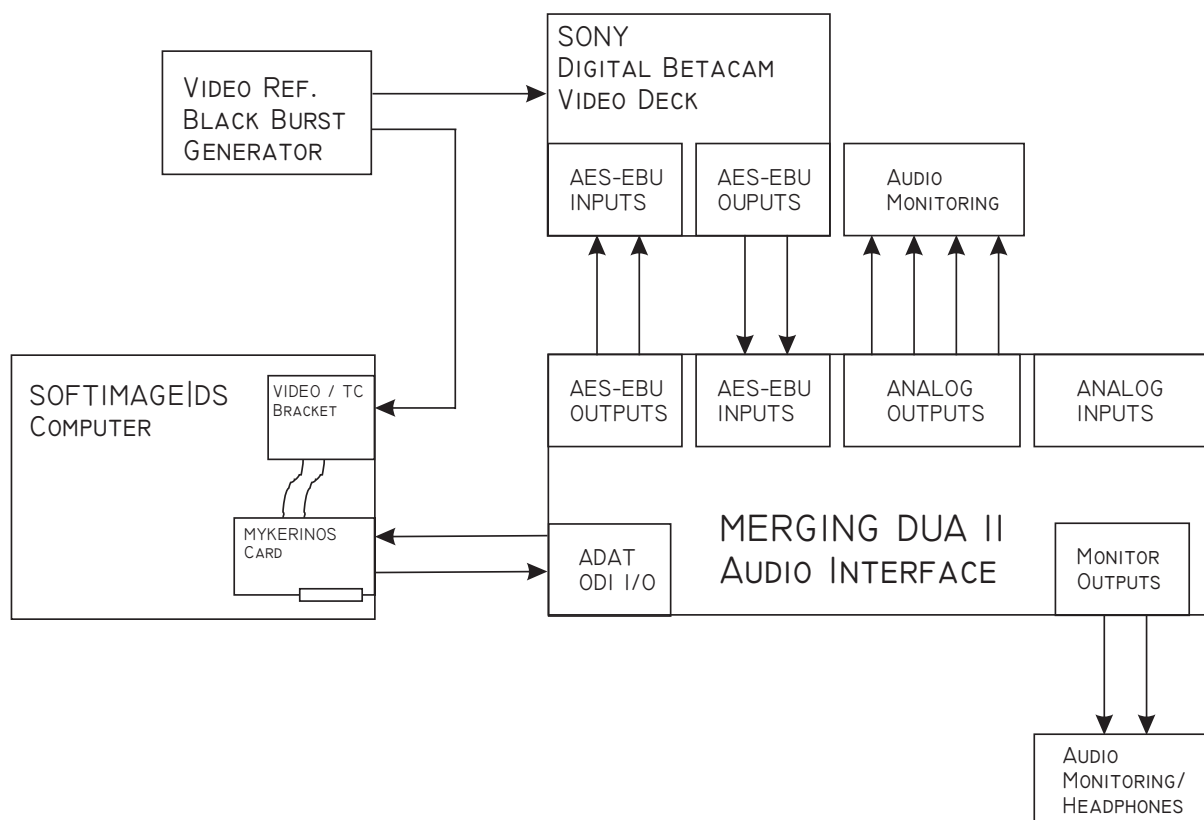 VIDEO REF.
BLACK BURST
GENERATOR
SONY
DIGITAL BETACAM
VIDEO DECK
AES-EBU
INPUTS
AES-EBU
OUPUTS
AUDIO
MONITORING
SOFTIMAGE|DS
COMPUTER
VIDEO / TC
BRACKET
MYKERINOS
CARD
AES-EBU
OUTPUTS
AES-EBU
INPUTS
ANALOG
OUTPUTS
ANALOG
INPUTS
ADAT
ODI I/O
MERGING DUA II
AUDIO INTERFACE
MONITOR
OUTPUTS
AUDIO
MONITORING/
HEADPHONES